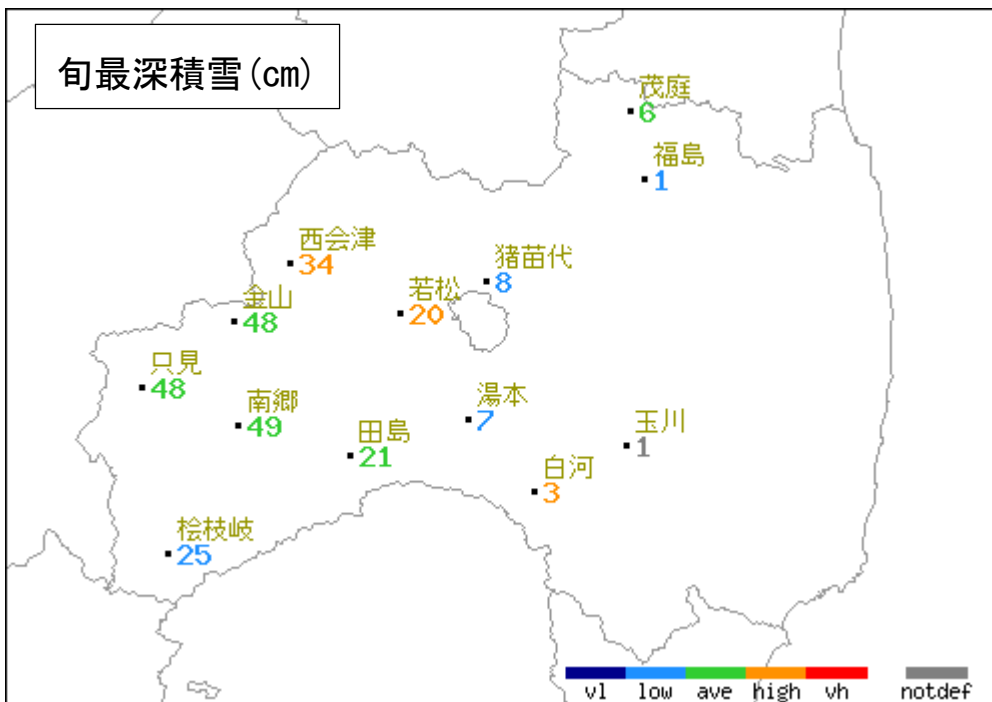 旬最深積雪(cm)
茂庭
6
福島
1
西会津
34
猪苗代
8
金山
48
若松
20
只見
48
南郷
49
湯本
7
田島
21
玉川
1
白河
3
桧枝岐
25
vl low ave high vh notdef